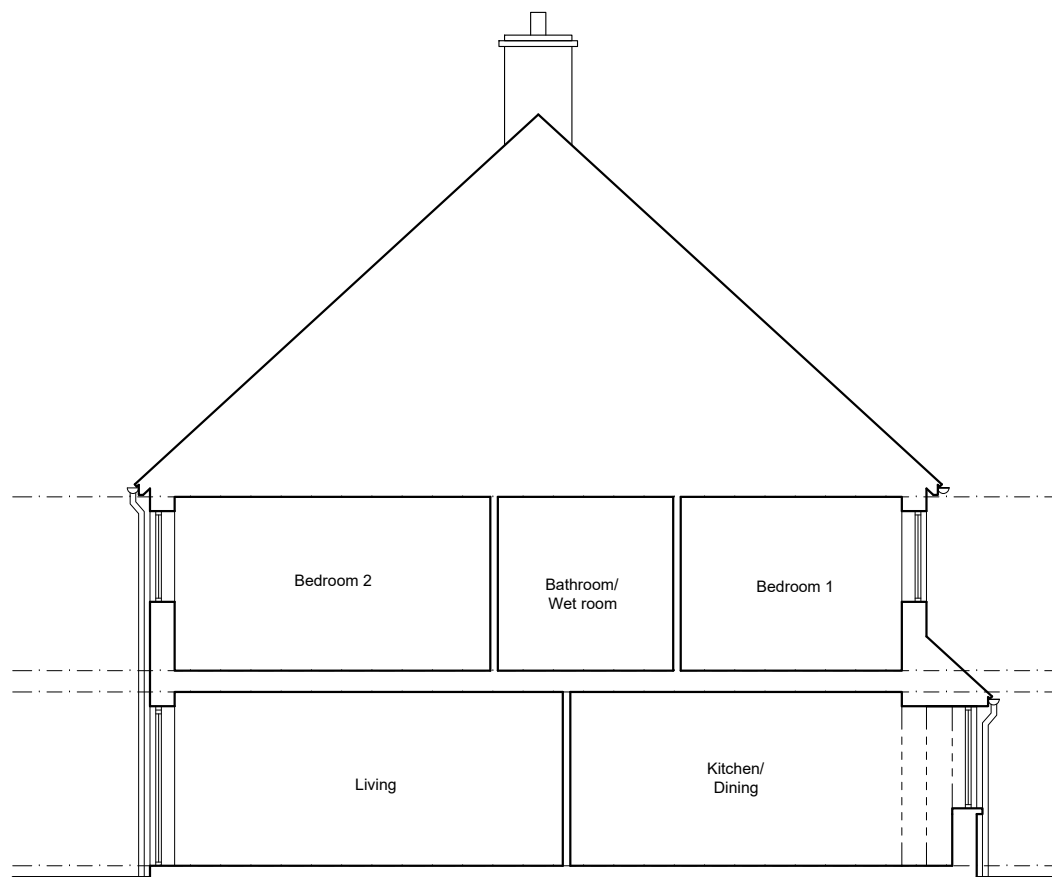 Bedroom 2
Bathroom/
Wet room
Bedroom 1
Living
Kitchen/
Dining